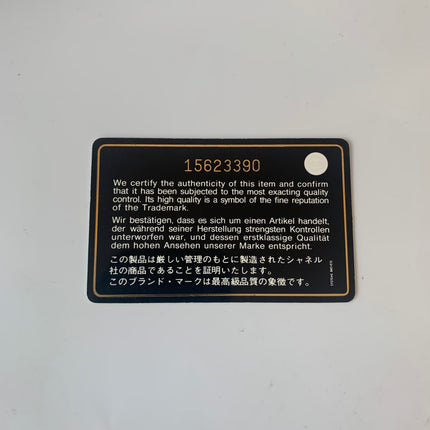 15623390
We certify the authenticity of this item and confirm
that it has been subjected to the most exacting quality
control. Its high quality is a symbol of the fine reputation
of the Trademark.
Wir bestätigen, dass es sich um einen Artikel handelt,
der während seiner Herstellung strengsten Kontrollen
unterworfen war, und dessen erstklassige Qualität
dem hohen Ansehen unserer Marke entspricht.
この製品は厳しい管理のもとに製造されたシャネル
社の商品であることを証明いたします。
このブランド・マークは最高級品質の象徴です。